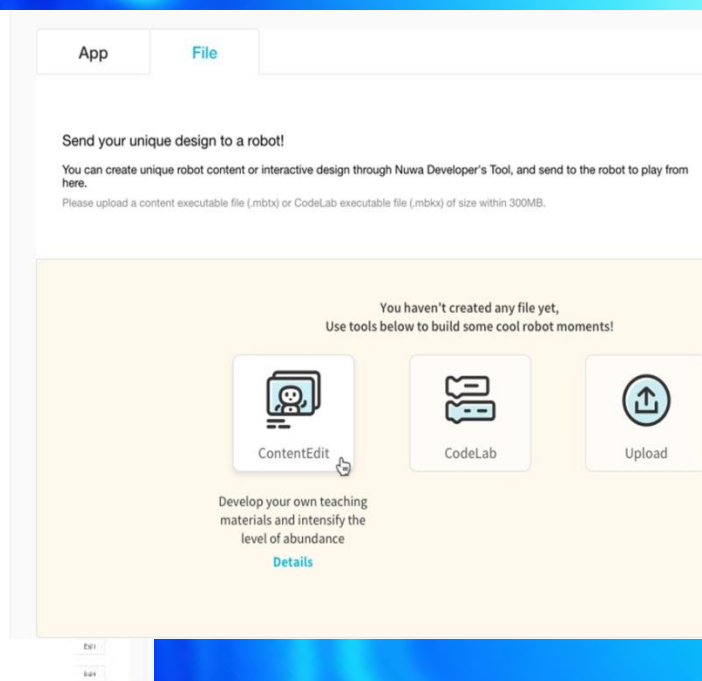 App File
Send your unique design to a robot!
You can create unique robot content or interactive design through Nuwa Developer's Tool, and send to the robot to play from
here.
Please upload a content executable file (.mbtx) or CodeLab executable file (.mbkx) of size within 300MB.
You haven't created any file yet,
Use tools below to build some cool robot moments!
ContentEdit CodeLab Upload
Develop your own teaching
materials and intensify the
level of abundance
Details